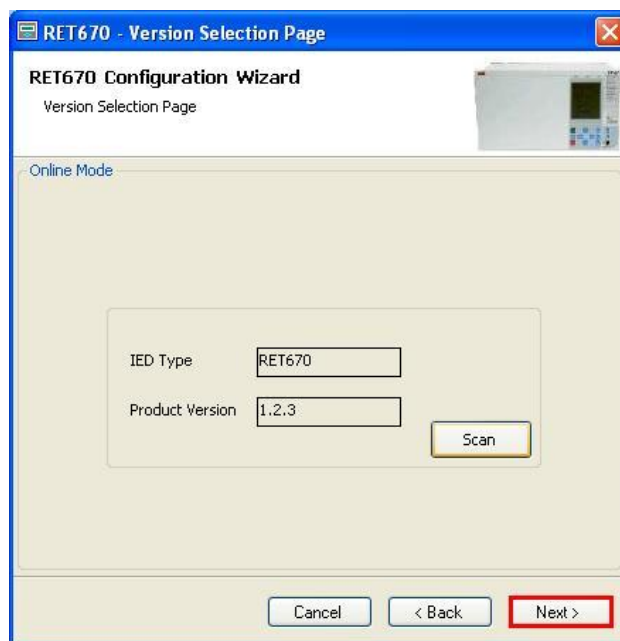 RET670 - Version Selection Page
RET670 Configuration Wizard
Version Selection Page
Online Mode
IED Type
RET670
Product Version
1.2.3
Scan
Cancel
< Back
Next >